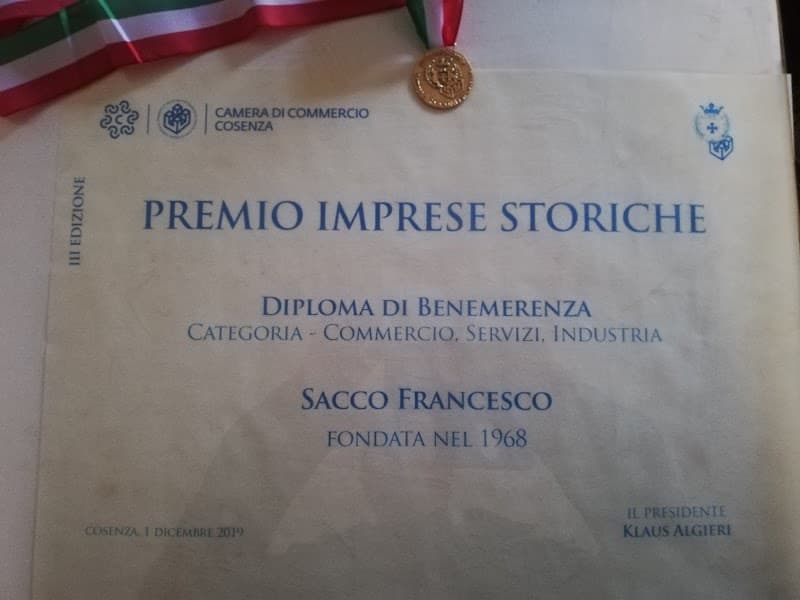 CAMERA DI COMMERCIO
COSENZA
III EDIZIONE
PREMIO IMPRESE STORICHE
DIPLOMA DI BENEMERENZA
CATEGORIA - COMMERCIO, SERVIZI, INDUSTRIA
SACCO FRANCESCO
FONDATA NEL 1968
COSENZA, 1 DICEMBRE 2019
IL PRESIDENTE
KLAUS ALGIERI